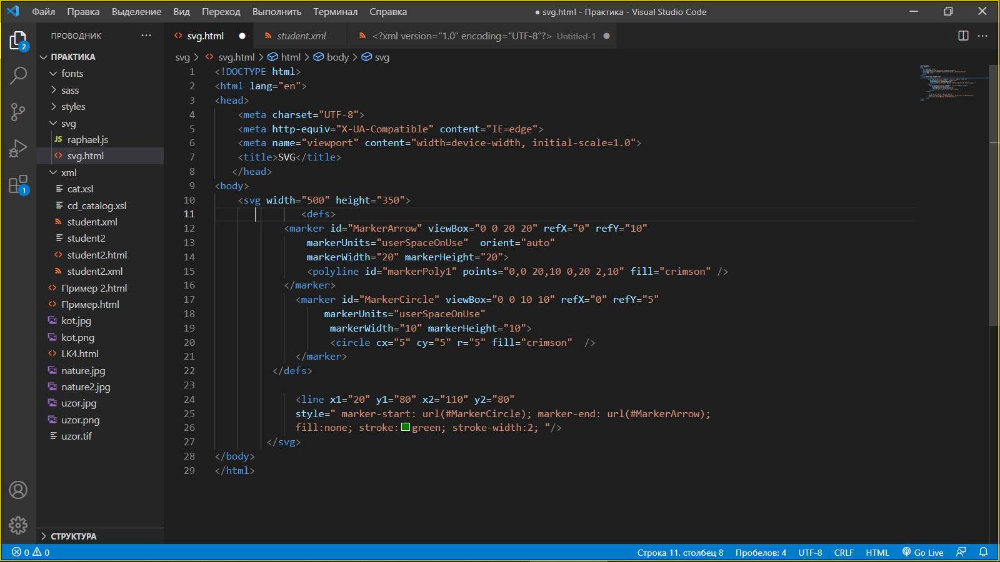 Файл Правка Выделение Вид Переход Выполнить Терминал Справка ● svg.html - Практика - Visual Studio Code
ПРОВОДНИК ···
svg.html ● student.xml <?xml version="1.0" encoding="UTF-8"?> Untitled-1 ●
svg > svg.html > html > body > svg
ПРАКТИКА
fonts
sass
styles
svg
JS raphael.js
svg.html
xml
cat.xsl
cd_catalog.xsl
student.xml
student2
student2.html
student2.xml
Пример 2.html
Пример.html
kot.jpg
kot.png
LK4.html
nature.jpg
nature2.jpg
uzor.jpg
uzor.png
uzor.tif
СТРУКТУРА
2
1
1 <!DOCTYPE html>
2 <html lang="en">
3 <head>
4 <meta charset="UTF-8">
5 <meta http-equiv="X-UA-Compatible" content="IE=edge">
6 <meta name="viewport" content="width=device-width, initial-scale=1.0">
7 <title>SVG</title>
8 </head>
9 <body>
10 <svg width="500" height="350">
11 <defs>
12 <marker id="MarkerArrow" viewBox="0 0 20 20" refX="0" refY="10"
13 markerUnits="userSpaceOnUse"  orient="auto"
14 markerWidth="20" markerHeight="20">
15 <polyline id="markerPoly1" points="0,0 20,10 0,20 2,10" fill="crimson" />
16 </marker>
17 <marker id="MarkerCircle" viewBox="0 0 10 10" refX="0" refY="5"
18 markerUnits="userSpaceOnUse"
19 markerWidth="10" markerHeight="10">
20 <circle cx="5" cy="5" r="5" fill="crimson"  />
21 </marker>
22 </defs>
23
24 <line x1="20" y1="80" x2="110" y2="80"
25 style=" marker-start: url(#MarkerCircle); marker-end: url(#MarkerArrow);
26 fill:none; stroke:green; stroke-width:2; "/>
27 </svg>
28 </body>
29 </html>
0 0 Строка 11, столбец 8 Пробелов: 4 UTF-8 CRLF HTML Go Live